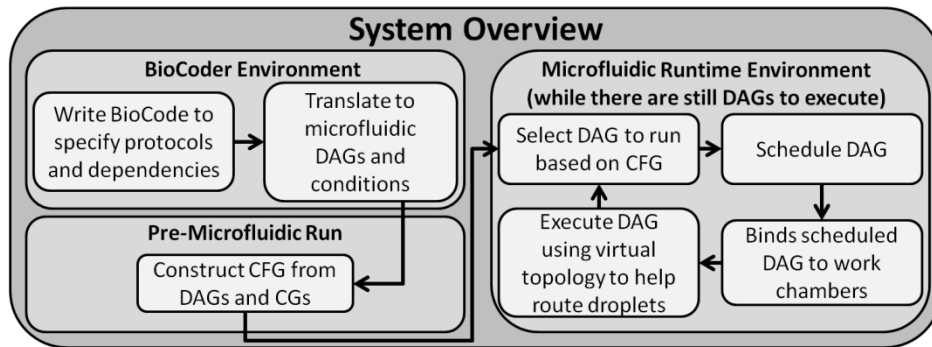 System Overview
BioCoder Environment
Write BioCode to
specify protocols
and dependencies
Translate to
microfluidic
DAGs and
conditions
Pre-Microfluidic Run
Construct CFG from
DAGs and CGs
Microfluidic Runtime Environment
(while there are still DAGs to execute)
Select DAG to run
based on CFG
Schedule DAG
Binds scheduled
DAG to work
chambers
Execute DAG
using virtual
topology to help
route droplets